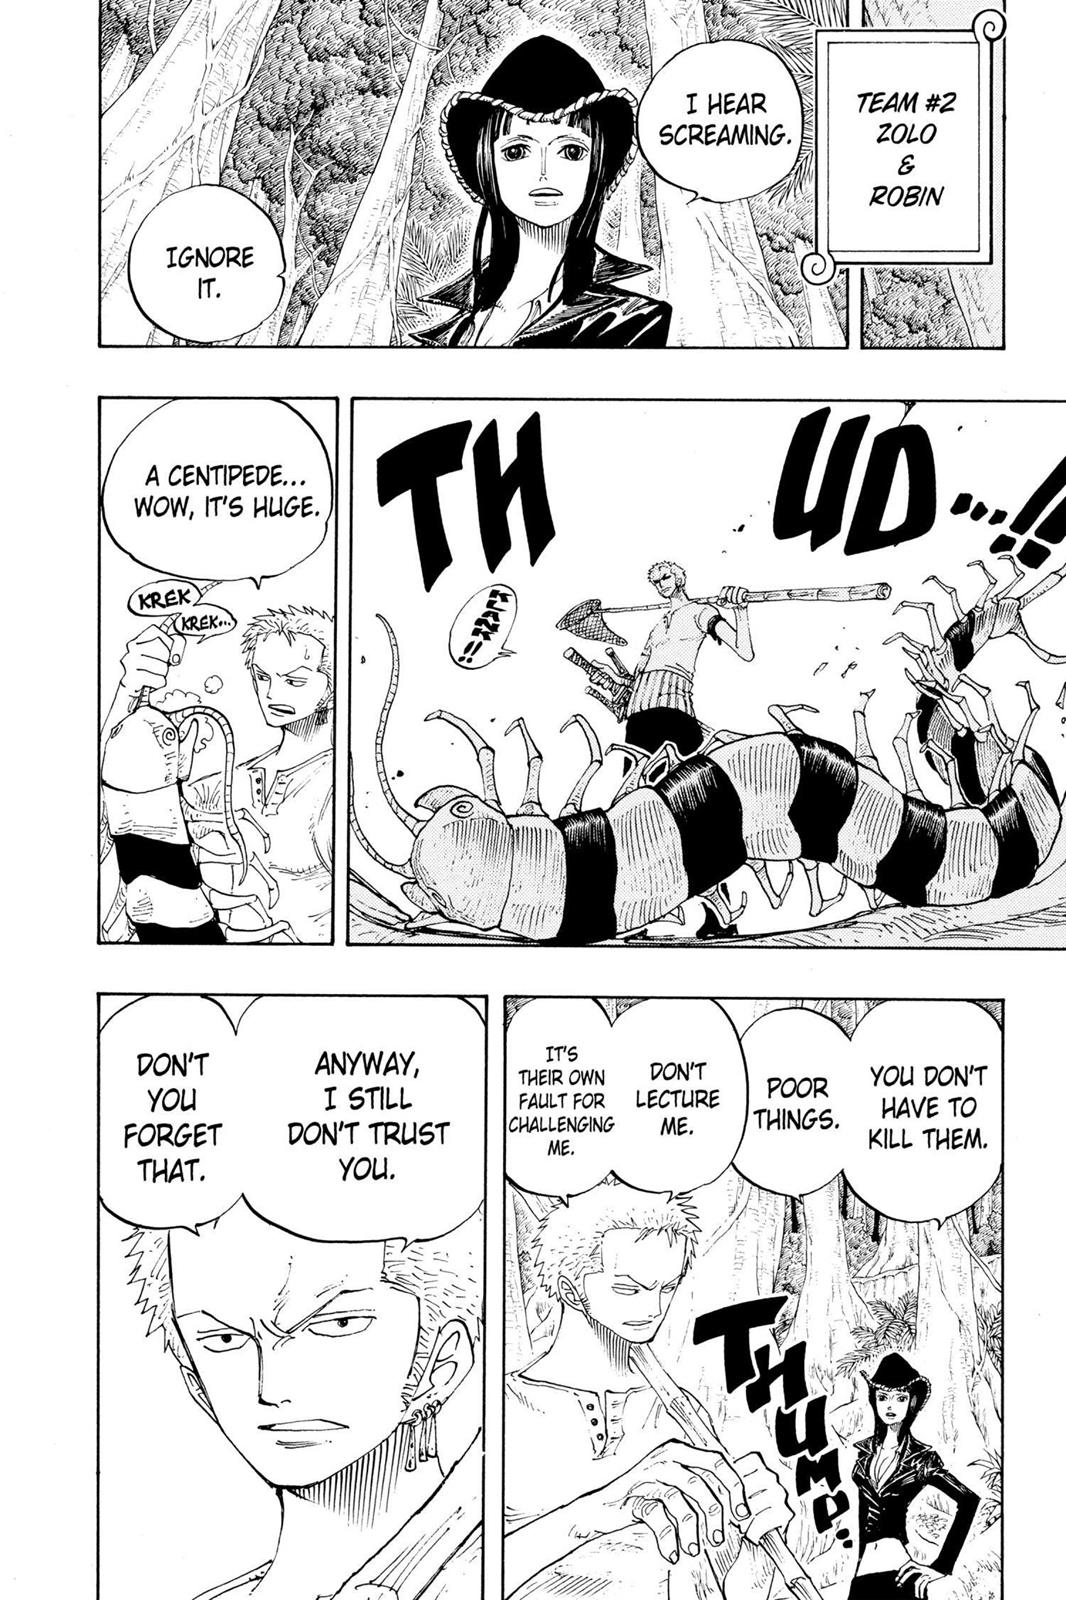 TEAM #2
ZOLO
&
ROBIN
I HEAR
SCREAMING.
IGNORE
IT.
TH UD...!!
KLANK!!
A CENTIPEDE...
WOW, IT'S HUGE.
KREK
KREK...
YOU DON'T
HAVE TO
KILL THEM.
POOR
THINGS.
DON'T
LECTURE
ME.
IT'S
THEIR OWN
FAULT FOR
CHALLENGING
ME.
THUMP...
ANYWAY,
I STILL
DON'T TRUST
YOU.
DON'T
YOU
FORGET
THAT.